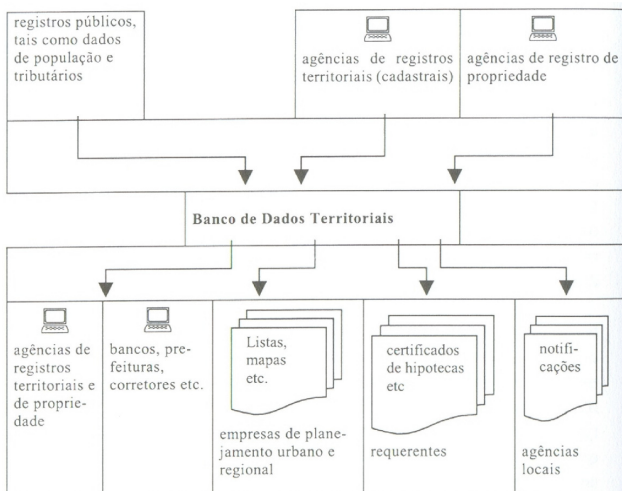 registros públicos,
tais como dados
de população e
tributários
agências de registros
territoriais (cadastrais)
agências de registro de
propriedade
Banco de Dados Territoriais
agências de
registros
territoriais e
de proprie-
dade
bancos, pre-
feituras,
corretores etc.
Listas,
mapas
etc.
empresas de plane-
jamento urbano e
regional
certificados
de hipotecas
etc
requerentes
notifi-
cações
agências
locais